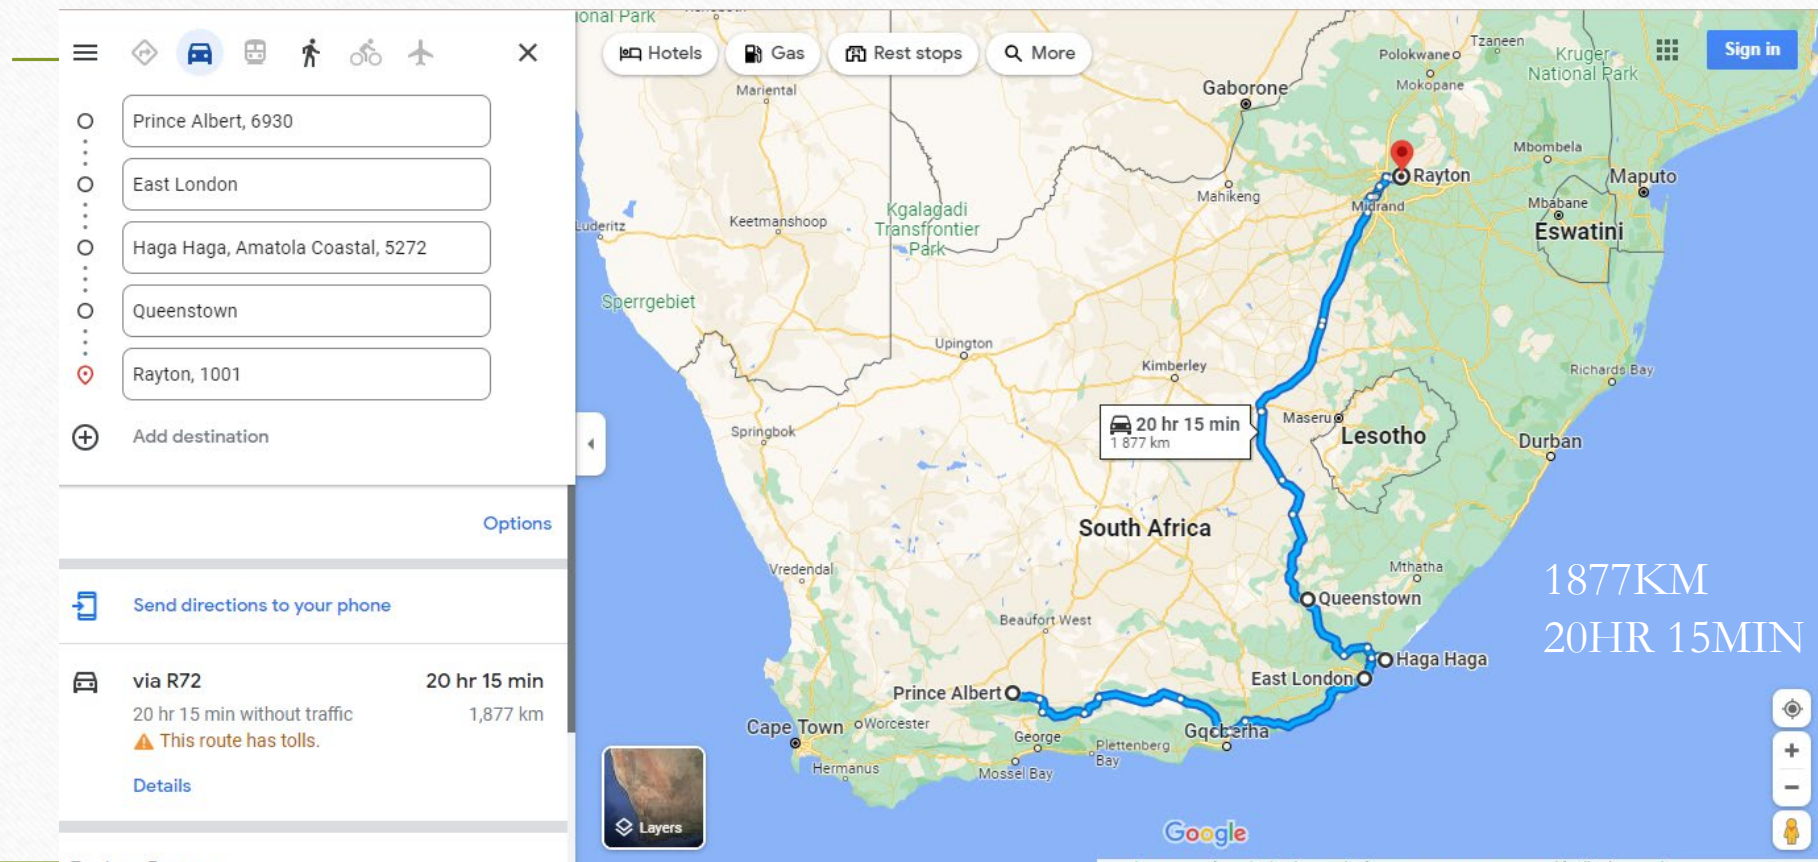 Prince Albert, 6930
East London
Haga Haga, Amatola Coastal, 5272
Queenstown
Rayton, 1001
Add destination
Options
Send directions to your phone
via R72
20 hr 15 min
20 hr 15 min without traffic
1,877 km
This route has tolls.
Details
Hotels
Gas
Rest stops
More
Sign in
onal Park
Mariental
Gaborone
Polokwane
Tzaneen
Mokopane
Kruger
National Park
Mbombela
Rayton
Maputo
Mahikeng
Midrand
Mbabane
Eswatini
Kgalagadi
Transfrontier
Park
Keetmanshoop
Luderitz
Sperrgebiet
Upington
Kimberley
Richards Bay
20 hr 15 min
1 877 km
Maseru
Lesotho
Springbok
Durban
South Africa
Vredendal
Mthatha
Queenstown
Beaufort West
Haga Haga
East London
Prince Albert
Cape Town
Worcester
George
Gqeberha
Plettenberg
Bay
Hermanus
Mossel Bay
Layers
Google
1877KM
20HR 15MIN